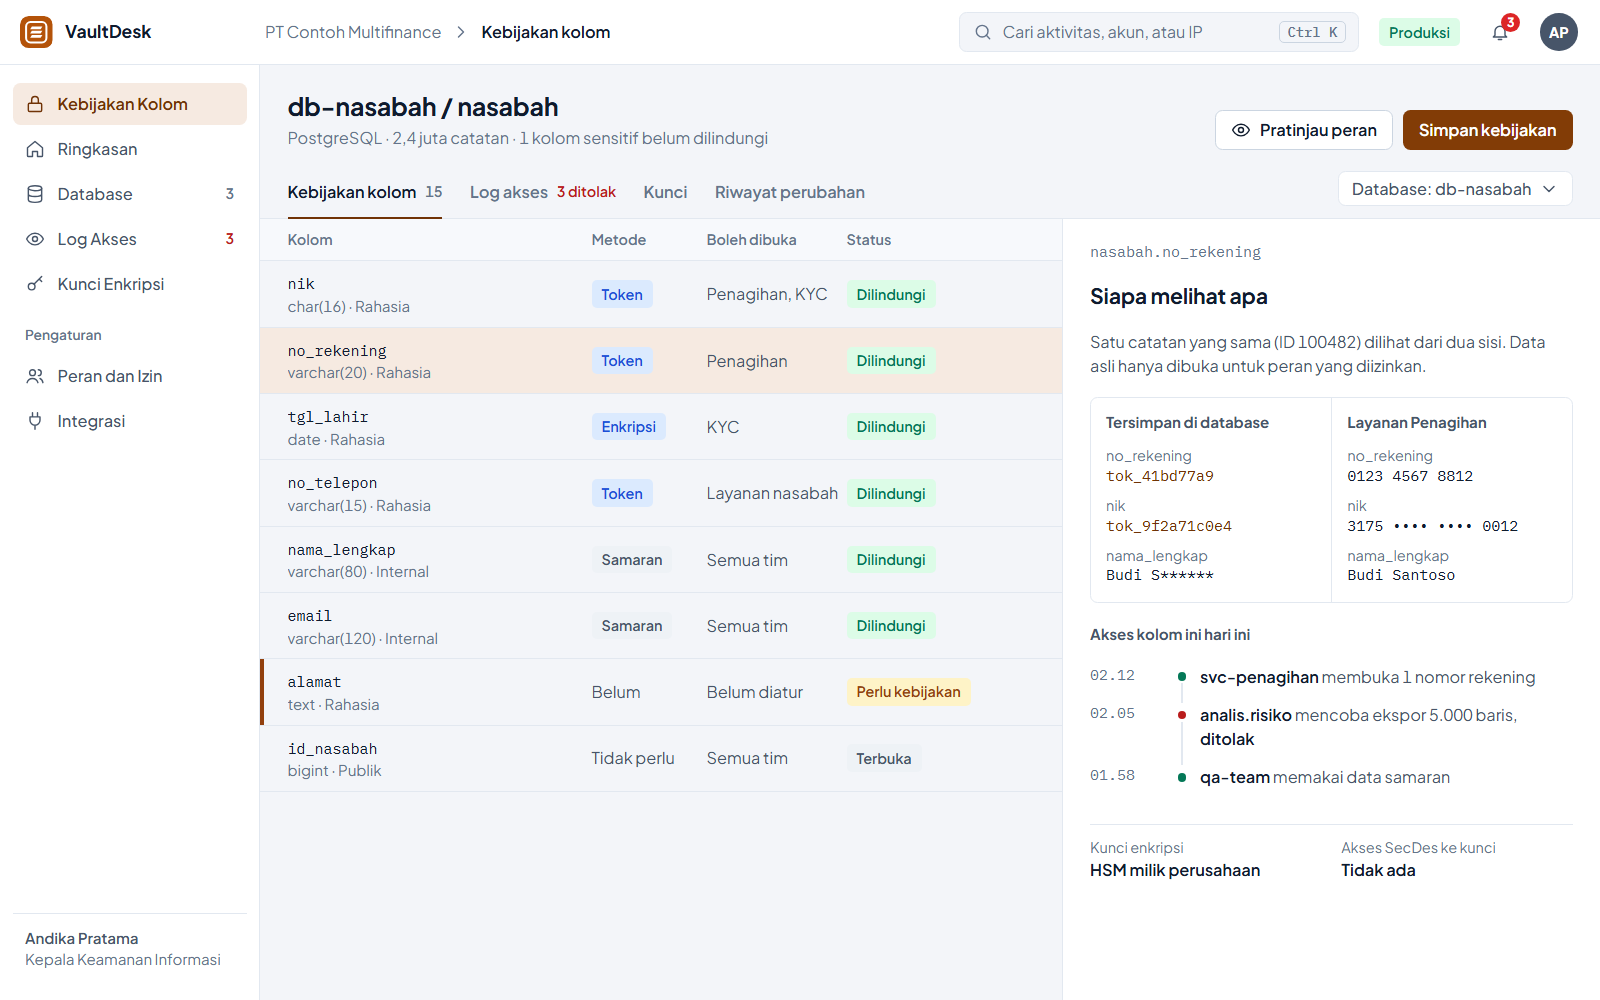 VaultDesk
PT Contoh Multifinance > Kebijakan kolom
Cari aktivitas, akun, atau IP
Ctrl K
Produksi
3
AP
Kebijakan Kolom
Ringkasan
Database 3
Log Akses 3
Kunci Enkripsi
Pengaturan
Peran dan Izin
Integrasi
Andika Pratama
Kepala Keamanan Informasi
db-nasabah / nasabah
PostgreSQL · 2,4 juta catatan · 1 kolom sensitif belum dilindungi
Pratinjau peran
Simpan kebijakan
Kebijakan kolom 15
Log akses 3 ditolak
Kunci
Riwayat perubahan
Database: db-nasabah
Kolom Metode Boleh dibuka Status
nik
char(16) · Rahasia
Token
Penagihan, KYC
Dilindungi
no_rekening
varchar(20) · Rahasia
Token
Penagihan
Dilindungi
tgl_lahir
date · Rahasia
Enkripsi
KYC
Dilindungi
no_telepon
varchar(15) · Rahasia
Token
Layanan nasabah
Dilindungi
nama_lengkap
varchar(80) · Internal
Samaran
Semua tim
Dilindungi
email
varchar(120) · Internal
Samaran
Semua tim
Dilindungi
alamat
text · Rahasia
Belum
Belum diatur
Perlu kebijakan
id_nasabah
bigint · Publik
Tidak perlu
Semua tim
Terbuka
nasabah.no_rekening
Siapa melihat apa
Satu catatan yang sama (ID 100482) dilihat dari dua sisi. Data
asli hanya dibuka untuk peran yang diizinkan.
Tersimpan di database
no_rekening
tok_41bd77a9
nik
tok_9f2a71c0e4
nama_lengkap
Budi S******
Layanan Penagihan
no_rekening
0123 4567 8812
nik
3175 •••• •••• 0012
nama_lengkap
Budi Santoso
Akses kolom ini hari ini
02.12 svc-penagihan membuka 1 nomor rekening
02.05 analis.risiko mencoba ekspor 5.000 baris,
ditolak
01.58 qa-team memakai data samaran
Kunci enkripsi
HSM milik perusahaan
Akses SecDes ke kunci
Tidak ada